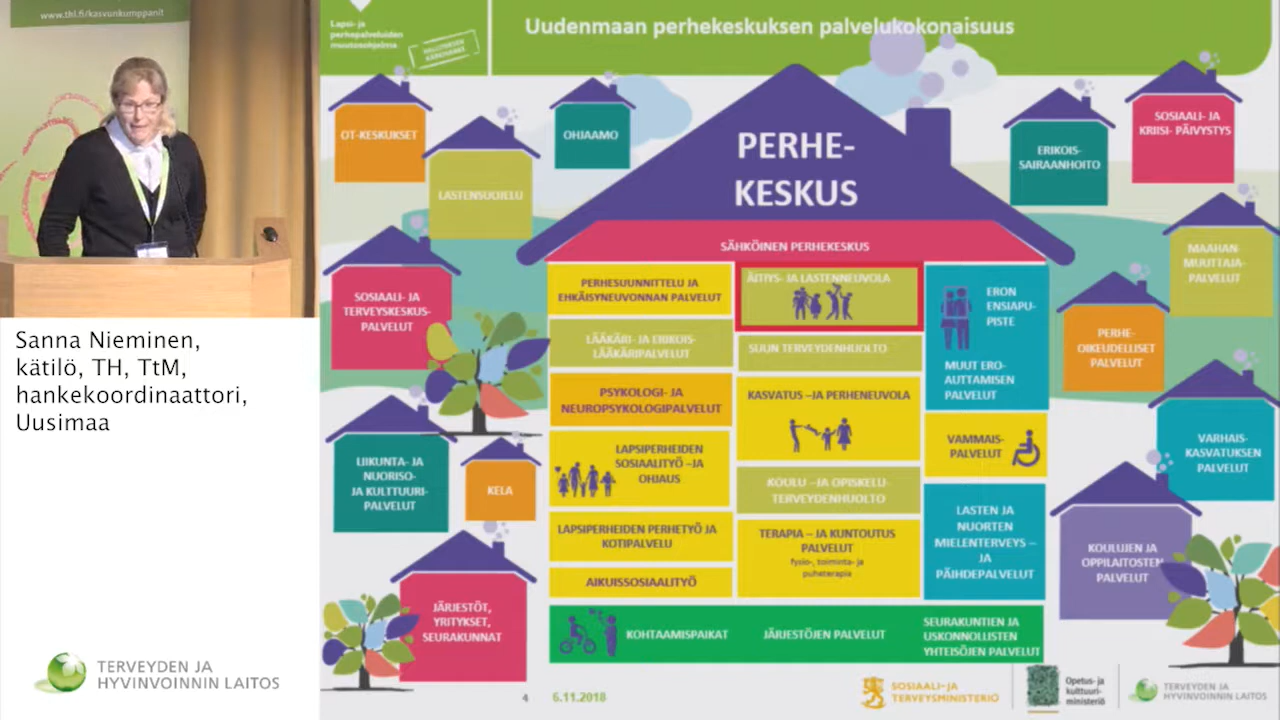 www.thl.fi/kasvunkumppanit
Sanna Nieminen,
kätilö, TH, TtM,
hankekoordinaattori,
Uusimaa
TERVEYDEN JA
HYVINVOINNIN LAITOS
Lapsi- ja
perhepalveluiden
muutosohjelma
HALLITUKSEN
KÄRKIHANKE
Uudenmaan perhekeskuksen palvelukokonaisuus
OT-KESKUKSET
LASTENSUOJELU
OHJAAMO
ERIKOIS-
SAIRAANHOITO
SOSIAALI- JA
KRIISI- PÄIVYSTYS
SOSIAALI- JA
TERVEYSKESKUS-
PALVELUT
MAAHAN-
MUUTTAJA-
PALVELUT
PERHE-
OIKEUDELLISET
PALVELUT
LIIKUNTA- JA
NUORISO-
JA KULTTUURI-
PALVELUT
KELA
VARHAIS-
KASVATUKSEN
PALVELUT
JÄRJESTÖT,
YRITYKSET,
SEURAKUNNAT
KOULUJEN JA
OPPILAITOSTEN
PALVELUT
PERHE-
KESKUS
SÄHKÖINEN PERHEKESKUS
PERHESUUNNITTELU JA
EHKÄISYNEUVONNAN PALVELUT
LÄÄKÄRI- JA ERIKOIS-
LÄÄKÄRIPALVELUT
PSYKOLOGI- JA
NEUROPSYKOLOGIPALVELUT
LAPSIPERHEIDEN
SOSIAALITYÖ –JA
OHJAUS
LAPSIPERHEIDEN PERHETYÖ JA
KOTIPALVELU
AIKUISSOSIAALITYÖ
ÄITIYS- JA LASTENNEUVOLA
SUUN TERVEYDENHUOLTO
KASVATUS –JA PERHENEUVOLA
KOULU –JA OPISKELU-
TERVEYDENHUOLTO
TERAPIA – JA KUNTOUTUS
PALVELUT
fysio-, toiminta- ja
puheterapia
ERON
ENSIAPU-
PISTE
MUUT ERO-
AUTTAMISEN
PALVELUT
VAMMAIS-
PALVELUT
LASTEN JA
NUORTEN
MIELENTERVEYS –
JA
PÄIHDEPALVELUT
KOHTAAMISPAIKAT
JÄRJESTÖJEN PALVELUT
SEURAKUNTIEN JA
USKONNOLLISTEN
YHTEISÖJEN PALVELUT
4
6.11.2018
SOSIAALI- JA
TERVEYSMINISTERIÖ
Opetus- ja
kulttuuri-
ministeriö
TERVEYDEN JA
HYVINVOINNIN LAITOS